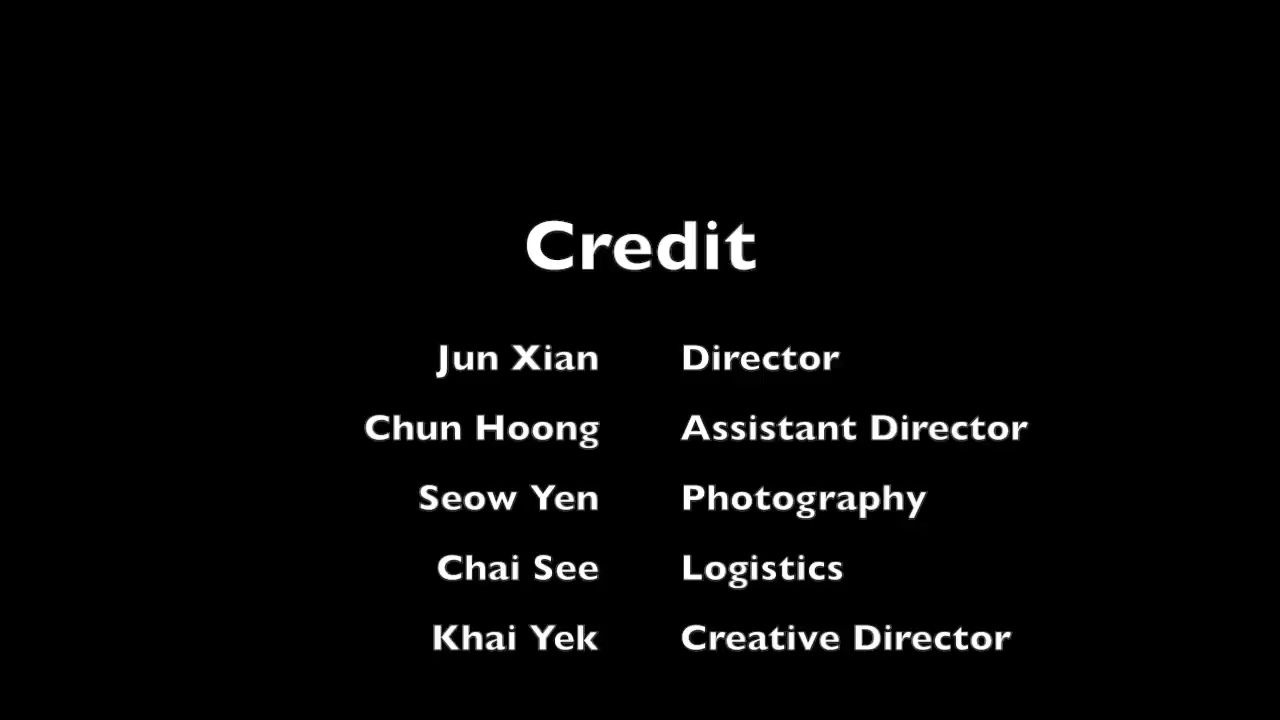 Credit
Jun Xian Director
Chun Hoong Assistant Director
Seow Yen Photography
Chai See Logistics
Khai Yek Creative Director